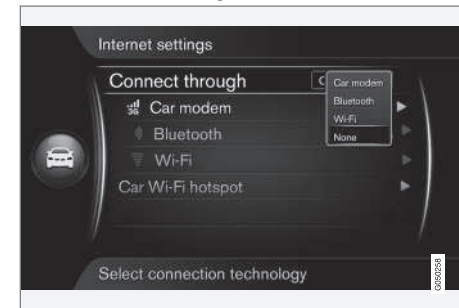 Internet settings
Connect through
Car modem
Bluetooth
Wi-Fi
None
3G Car modem
Bluetooth
Wi-Fi
Car Wi-Fi hotspot
Select connection technology
G050258